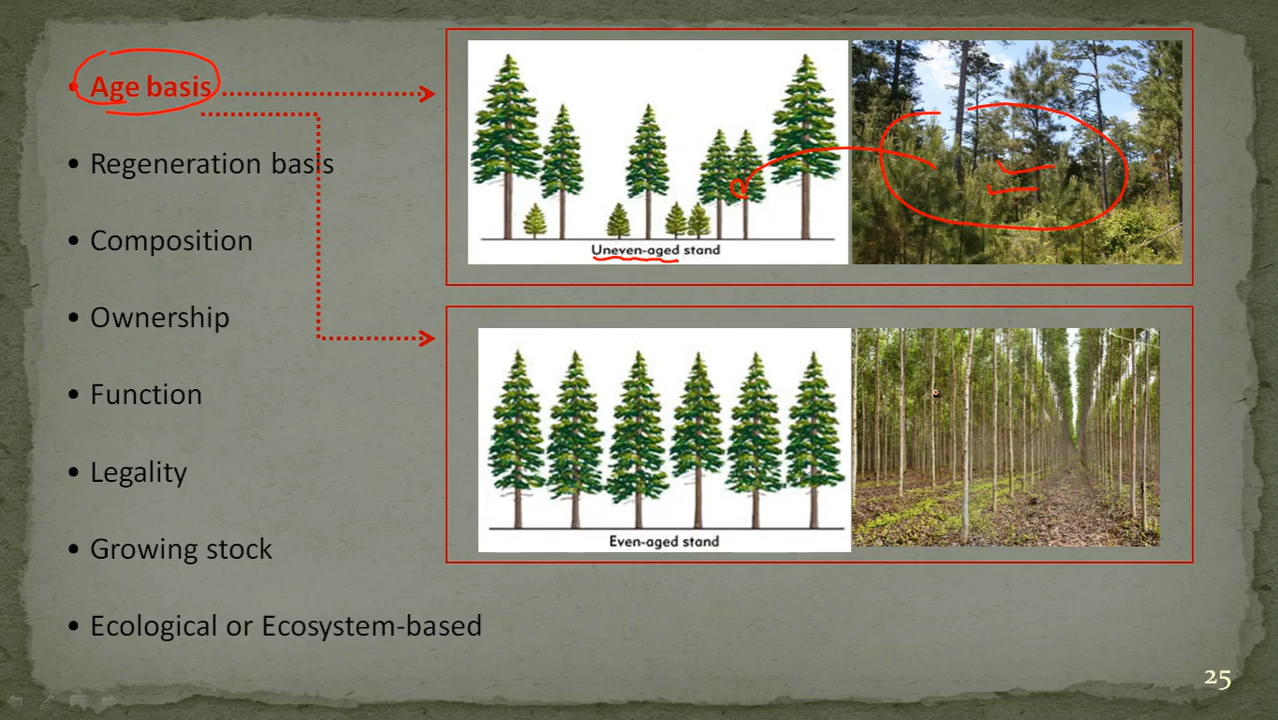 • Age basis
• Regeneration basis
• Composition
• Ownership
• Function
• Legality
• Growing stock
• Ecological or Ecosystem-based
Uneven-aged stand
Even-aged stand
25